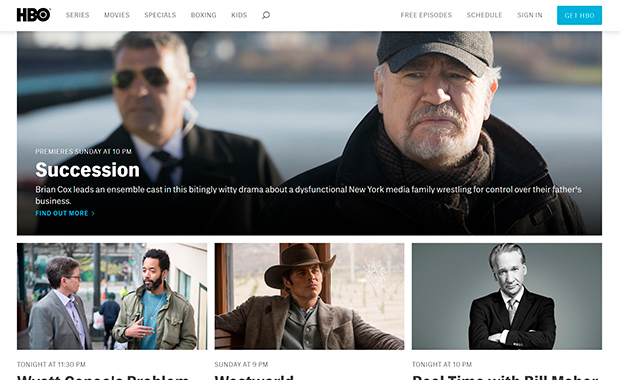 HBO
SERIES
MOVIES
SPECIALS
BOXING
KIDS
FREE EPISODES
SCHEDULE
SIGN IN
GET HBO
PREMIERES SUNDAY AT 10 PM
Succession
Brian Cox leads an ensemble cast in this bitingly witty drama about a dysfunctional New York media family wrestling for control over their father's
business.
FIND OUT MORE >
TONIGHT AT 11:30 PM
Wyatt Cenac's Problem
SUNDAY AT 9 PM
Westworld
TONIGHT AT 10 PM
Real Time with Bill Maher